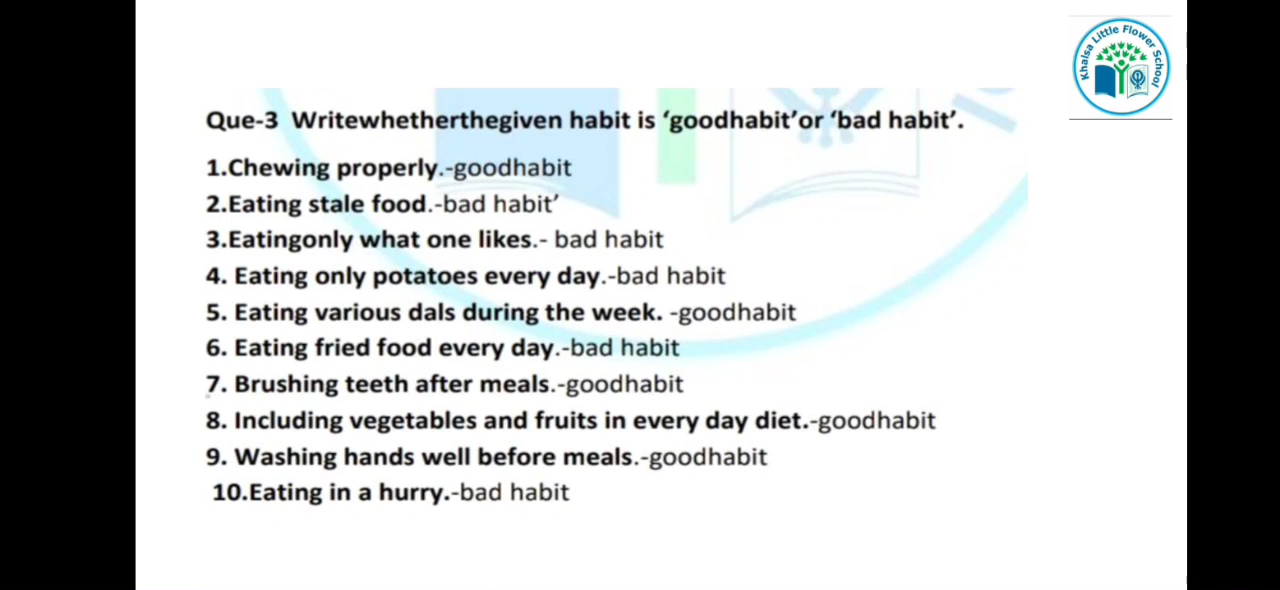 Khalsa Little Flower School
Que-3 Writewhetherthegiven habit is ‘goodhabit’or ‘bad habit’.
1.Chewing properly.-goodhabit
2.Eating stale food.-bad habit’
3.Eatingonly what one likes.- bad habit
4. Eating only potatoes every day.-bad habit
5. Eating various dals during the week. -goodhabit
6. Eating fried food every day.-bad habit
7. Brushing teeth after meals.-goodhabit
8. Including vegetables and fruits in every day diet.-goodhabit
9. Washing hands well before meals.-goodhabit
10.Eating in a hurry.-bad habit